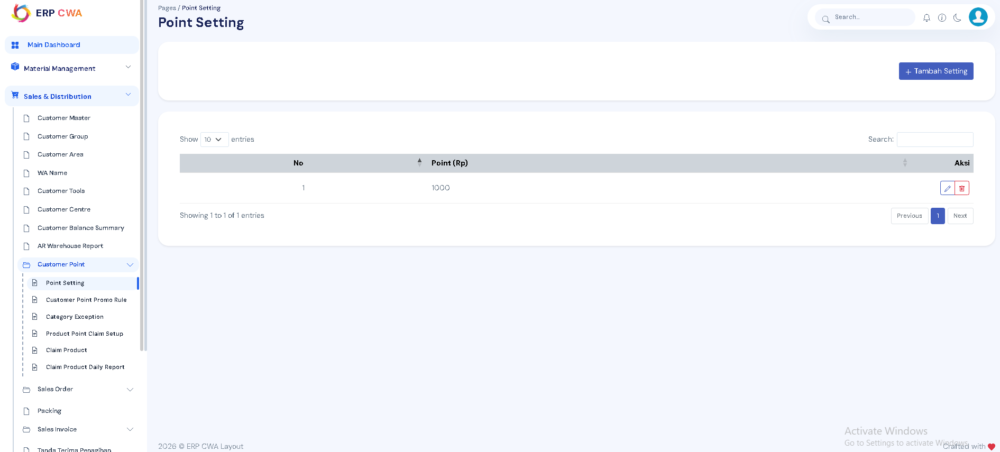 ERP CWA
Main Dashboard
Material Management
Sales & Distribution
Customer Master
Customer Group
Customer Area
WA Name
Customer Tools
Customer Centre
Customer Balance Summary
AR Warehouse Report
Customer Point
Point Setting
Customer Point Promo Rule
Category Exception
Product Point Claim Setup
Claim Product
Claim Product Daily Report
Sales Order
Packing
Sales Invoice
Tanda Terima Penagihan
Pages / Point Setting
Point Setting
Search...
+ Tambah Setting
Show 10 entries
Search:
No Point (Rp) Aksi
1 1000
Showing 1 to 1 of 1 entries
Previous 1 Next
Activate Windows
Go to Settings to activate Windows.
2026 © ERP CWA Layout
Crafted with